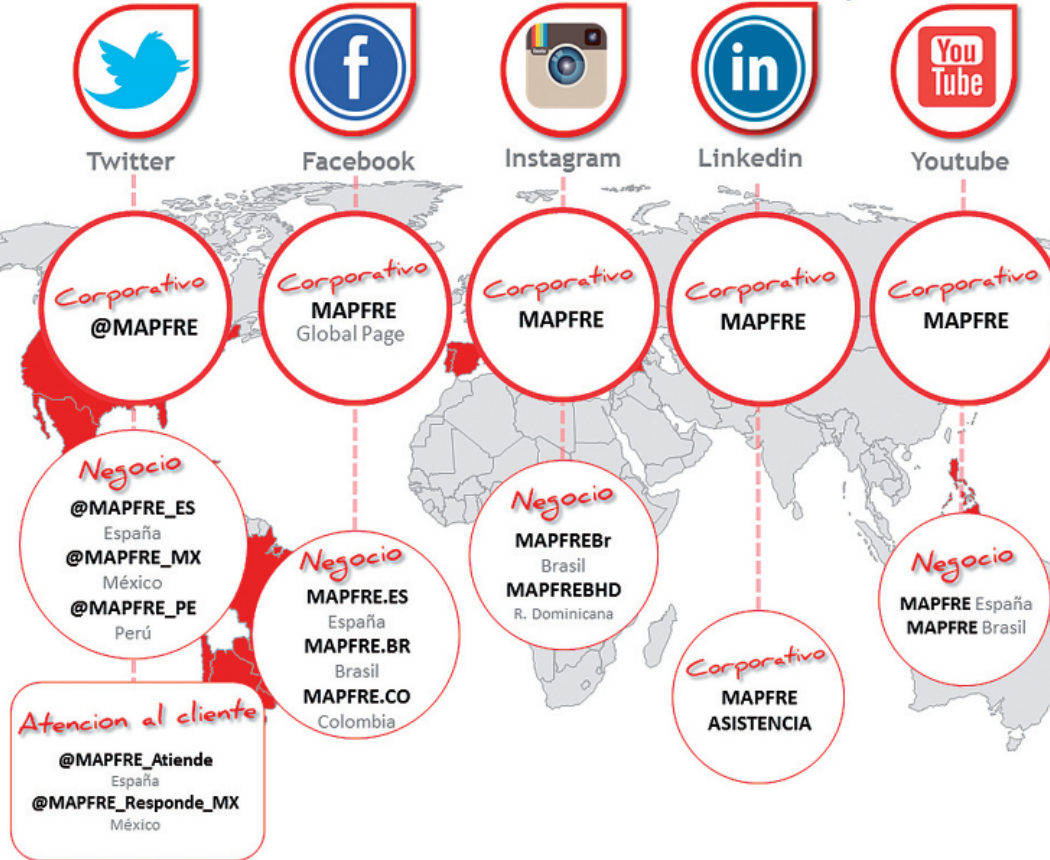 You
Tube
Twitter
Facebook
Instagram
Linkedin
Youtube
Corporativo
@MAPFRE
Corporativo
MAPFRE
Global Page
Corporativo
MAPFRE
Corporativo
MAPFRE
Corporativo
MAPFRE
Negocio
@MAPFRE_ES
España
@MAPFRE_MX
México
@MAPFRE_PE
Perú
Negocio
MAPFRE.ES
España
MAPFRE.BR
Brasil
MAPFRE.CO
Colombia
Negocio
MAPFREBr
Brasil
MAPFREBHD
R. Dominicana
Corporativo
MAPFRE
ASISTENCIA
Negocio
MAPFRE España
MAPFRE Brasil
Atencion al cliente
@MAPFRE_Atiende
España
@MAPFRE_Responde_MX
México